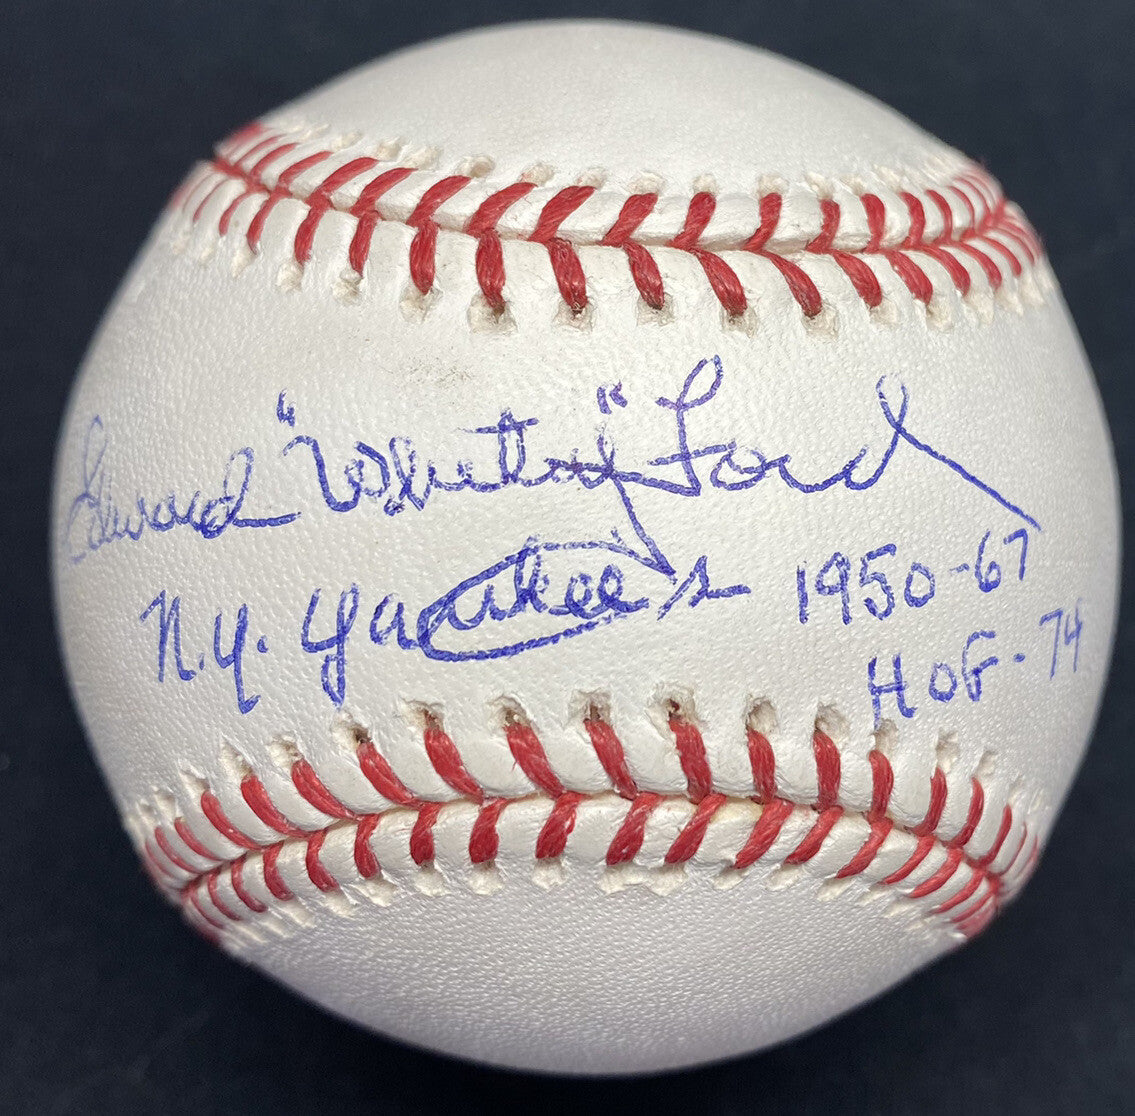 Edward "Whitey" Ford
N.Y. Yankees 1950-67
HOF-74